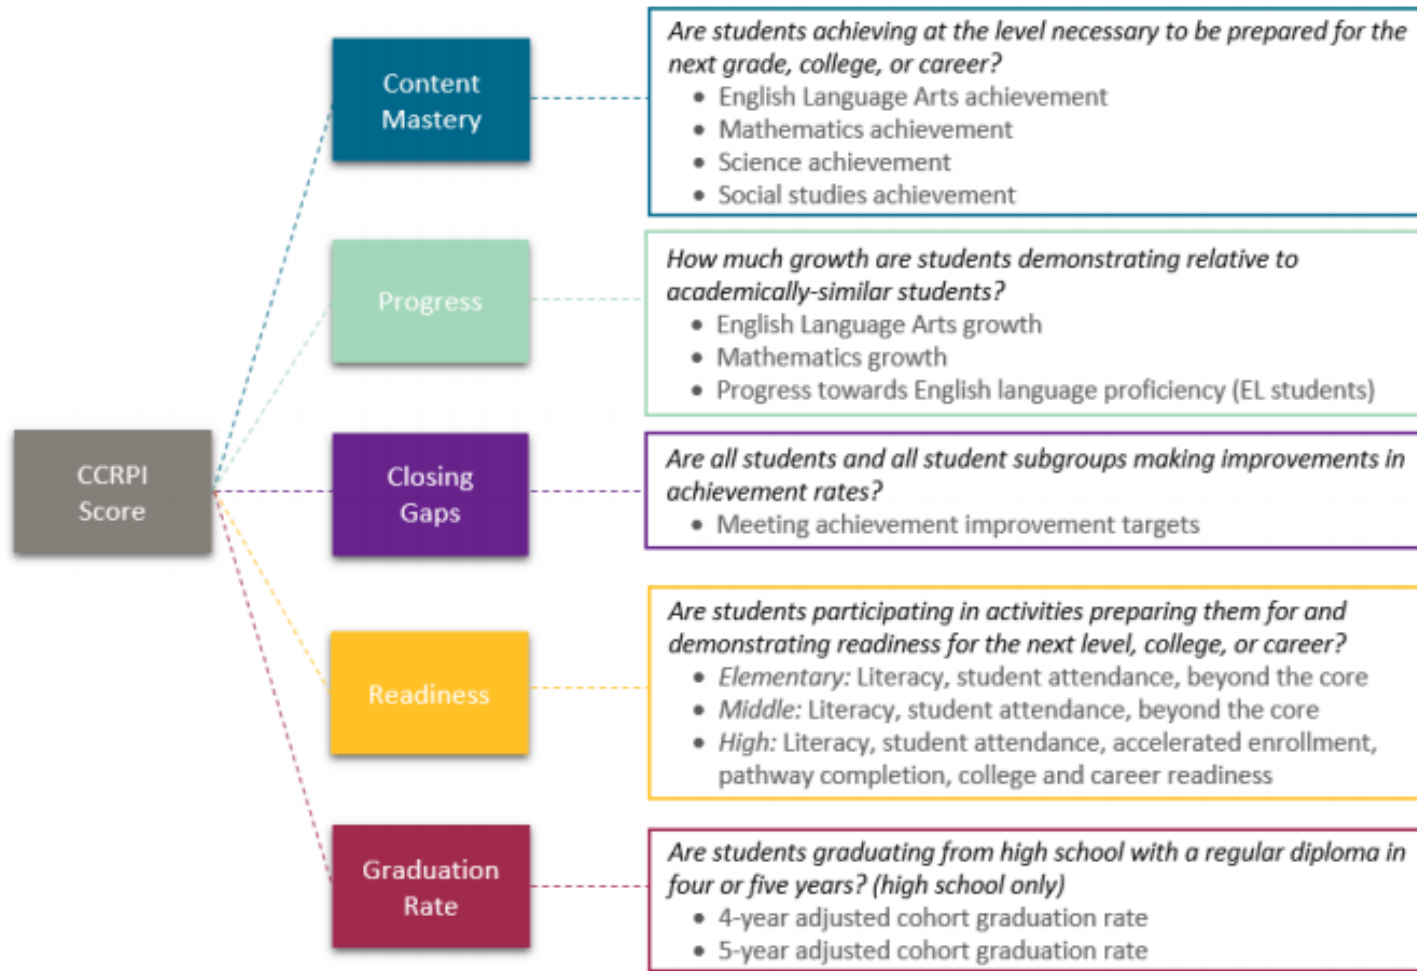 CCRPI
Score
Content
Mastery
Are students achieving at the level necessary to be prepared for the
next grade, college, or career?
• English Language Arts achievement
• Mathematics achievement
• Science achievement
• Social studies achievement
Progress
How much growth are students demonstrating relative to
academically-similar students?
• English Language Arts growth
• Mathematics growth
• Progress towards English language proficiency (EL students)
Closing
Gaps
Are all students and all student subgroups making improvements in
achievement rates?
• Meeting achievement improvement targets
Readiness
Are students participating in activities preparing them for and
demonstrating readiness for the next level, college, or career?
• Elementary: Literacy, student attendance, beyond the core
• Middle: Literacy, student attendance, beyond the core
• High: Literacy, student attendance, accelerated enrollment,
pathway completion, college and career readiness
Graduation
Rate
Are students graduating from high school with a regular diploma in
four or five years? (high school only)
• 4-year adjusted cohort graduation rate
• 5-year adjusted cohort graduation rate